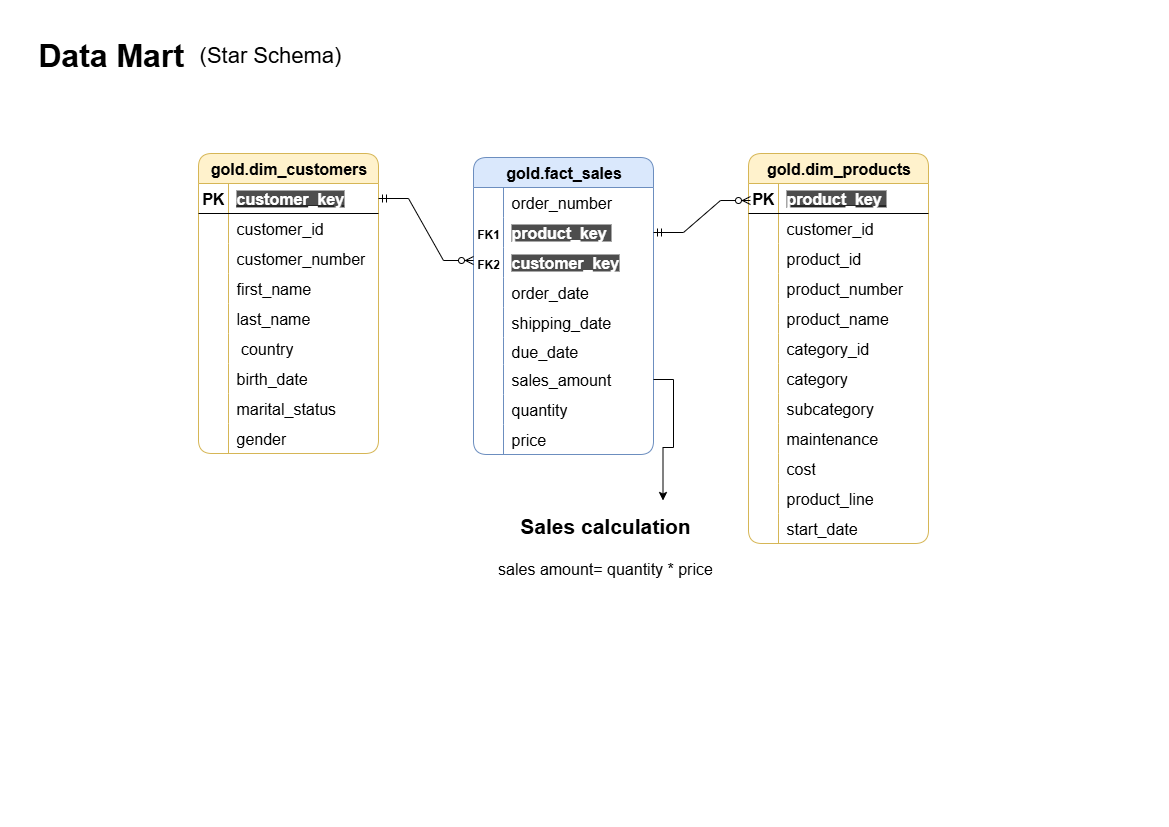 Data Mart (Star Schema)
gold.dim_customers
PK customer_key
customer_id
customer_number
first_name
last_name
country
birth_date
marital_status
gender
gold.fact_sales
order_number
FK1 product_key
FK2 customer_key
order_date
shipping_date
due_date
sales_amount
quantity
price
gold.dim_products
PK product_key
customer_id
product_id
product_number
product_name
category_id
category
subcategory
maintenance
cost
product_line
start_date
Sales calculation
sales amount= quantity * price